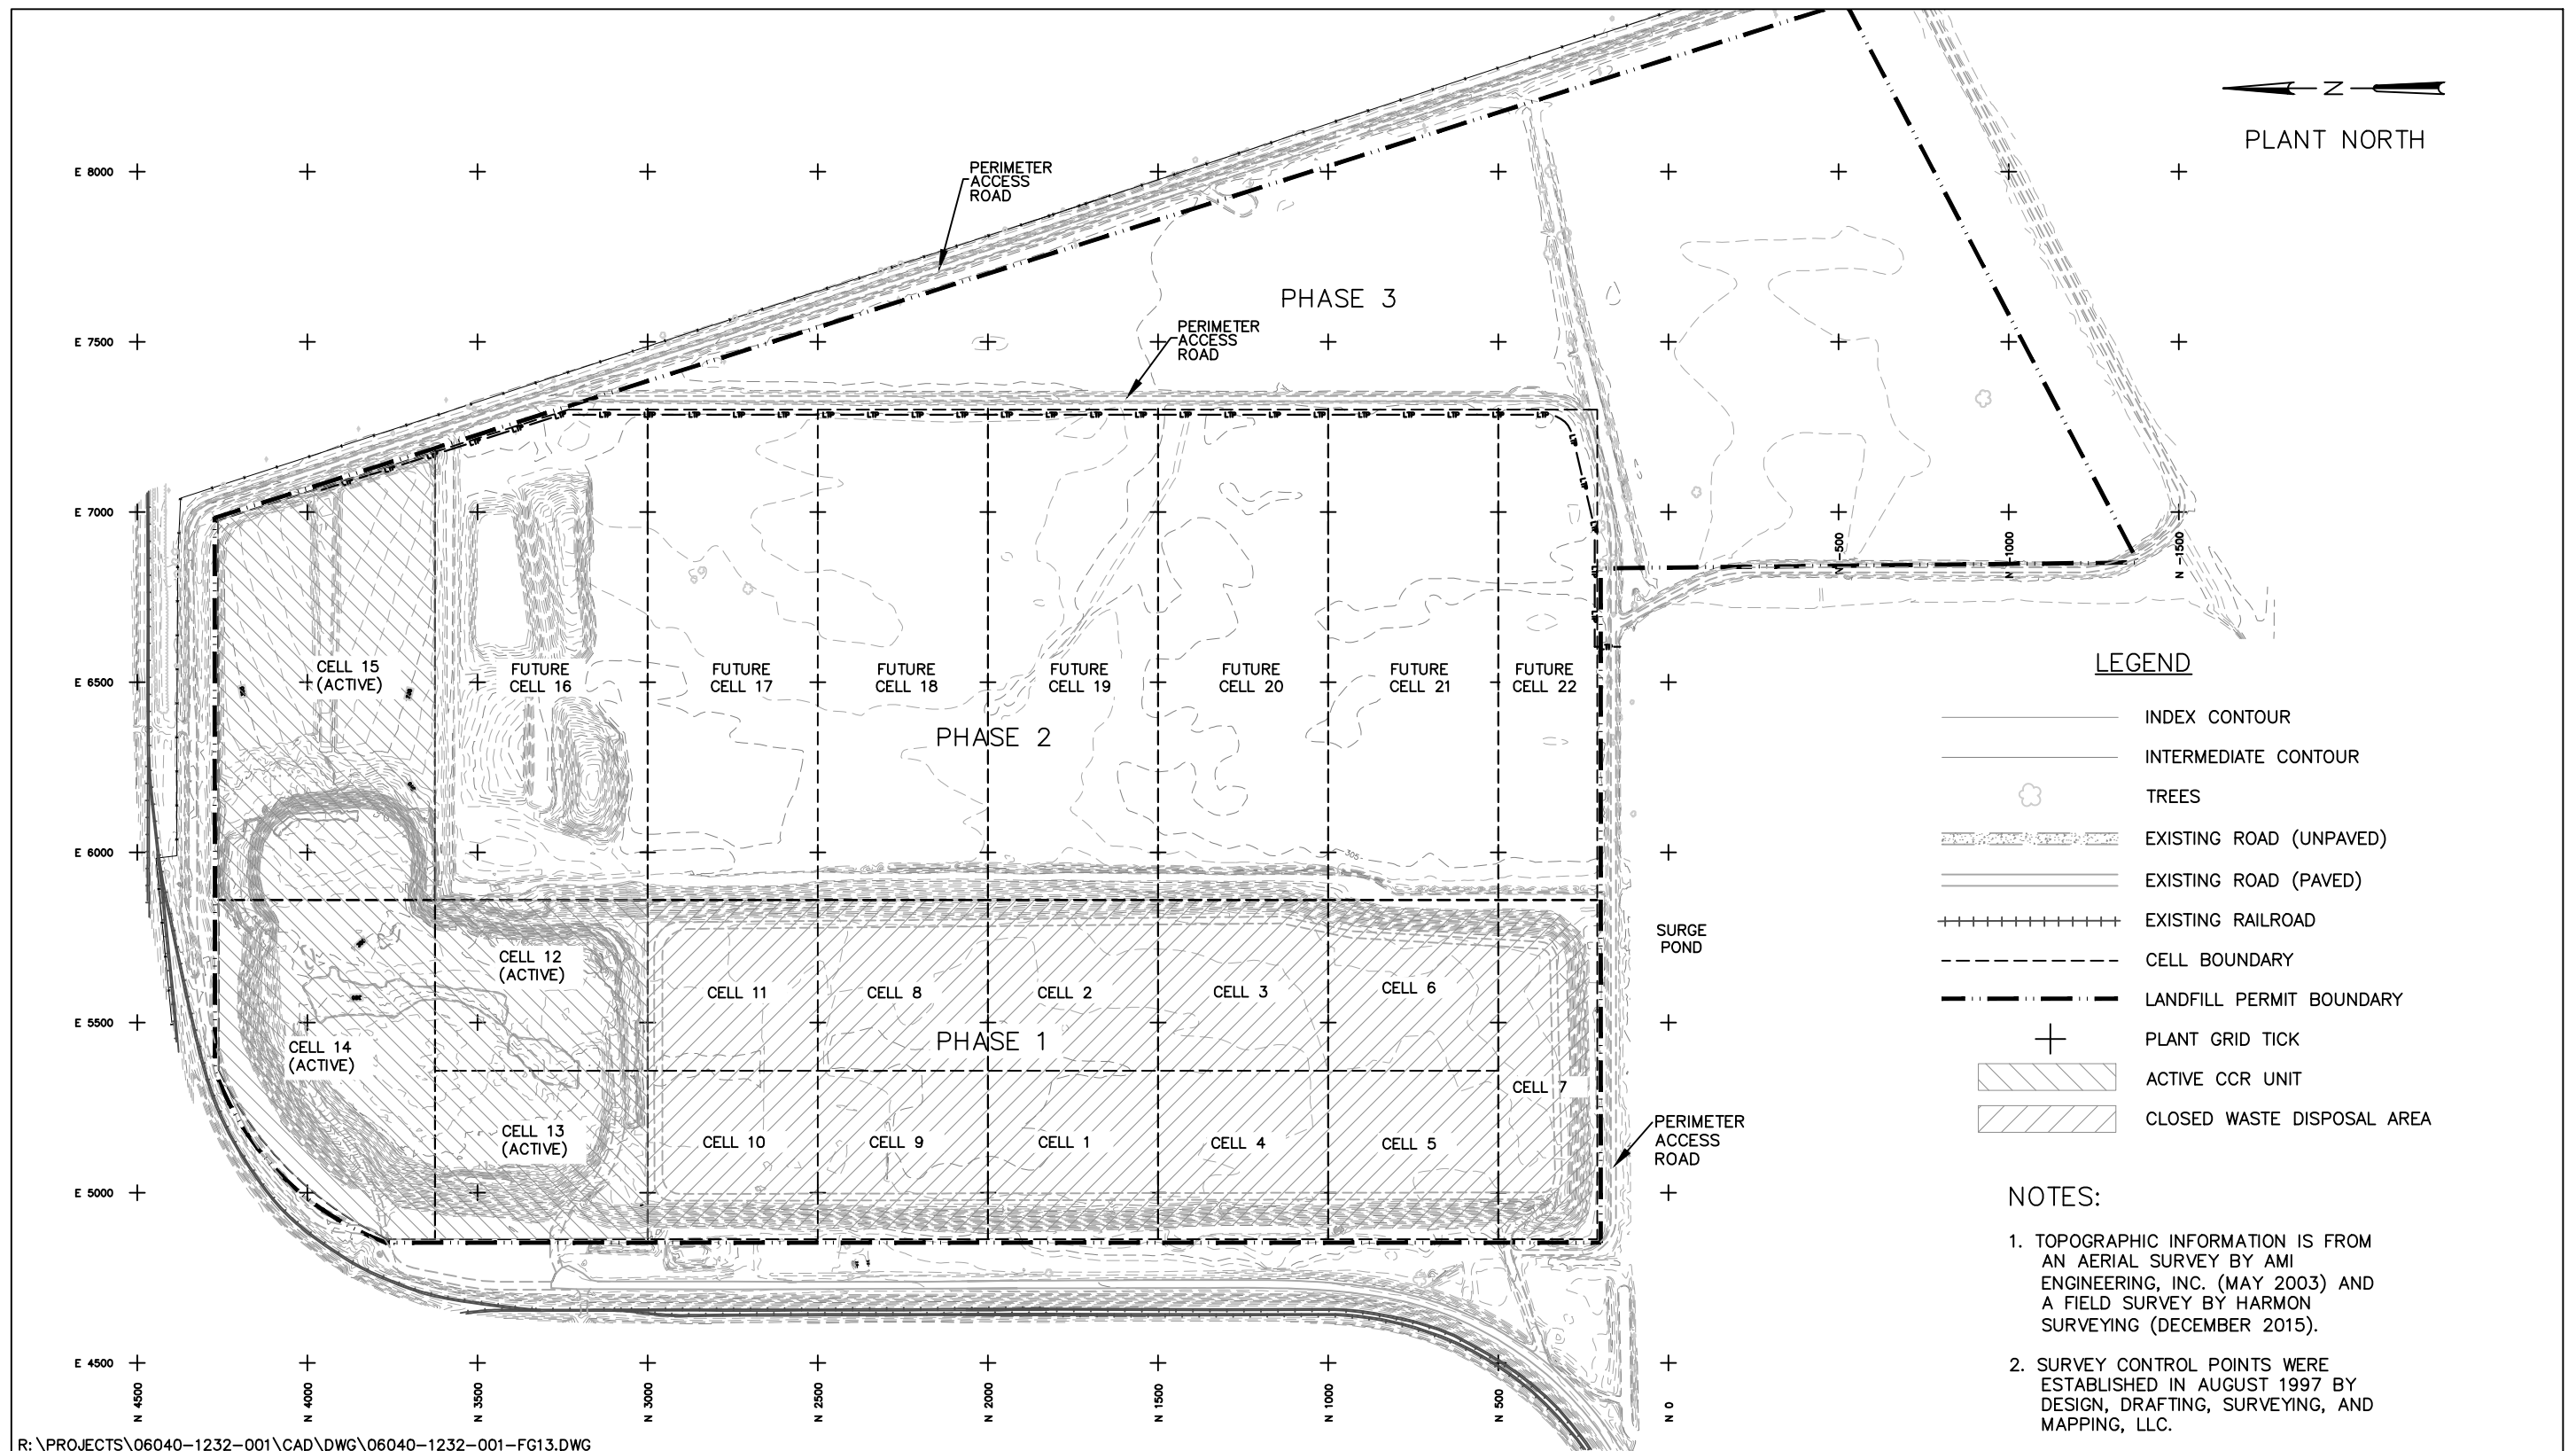 PLANT NORTH
N
E 8000
PERIMETER
ACCESS
ROAD
PHASE 3
E 7500
PERIMETER
ACCESS
ROAD
E 7000
N -500
N -1000
N -1500
LTP
CELL 15
(ACTIVE)
FUTURE
CELL 16
FUTURE
CELL 17
FUTURE
CELL 18
FUTURE
CELL 19
FUTURE
CELL 20
FUTURE
CELL 21
FUTURE
CELL 22
E 6500
PHASE 2
E 6000
305
SURGE
POND
CELL 12
(ACTIVE)
CELL 11
CELL 8
CELL 2
CELL 3
CELL 6
E 5500
PHASE 1
CELL 14
(ACTIVE)
CELL 7
CELL 13
(ACTIVE)
CELL 10
CELL 9
CELL 1
CELL 4
CELL 5
PERIMETER
ACCESS
ROAD
E 5000
E 4500
N 4500
N 4000
N 3500
N 3000
N 2500
N 2000
N 1500
N 1000
N 500
N 0
LEGEND
INDEX CONTOUR
INTERMEDIATE CONTOUR
TREES
EXISTING ROAD (UNPAVED)
EXISTING ROAD (PAVED)
EXISTING RAILROAD
CELL BOUNDARY
LANDFILL PERMIT BOUNDARY
PLANT GRID TICK
ACTIVE CCR UNIT
CLOSED WASTE DISPOSAL AREA
NOTES:
1. TOPOGRAPHIC INFORMATION IS FROM
AN AERIAL SURVEY BY AMI
ENGINEERING, INC. (MAY 2003) AND
A FIELD SURVEY BY HARMON
SURVEYING (DECEMBER 2015).
2. SURVEY CONTROL POINTS WERE
ESTABLISHED IN AUGUST 1997 BY
DESIGN, DRAFTING, SURVEYING, AND
MAPPING, LLC.
R:\PROJECTS\06040-1232-001\CAD\DWG\06040-1232-001-FG13.DWG